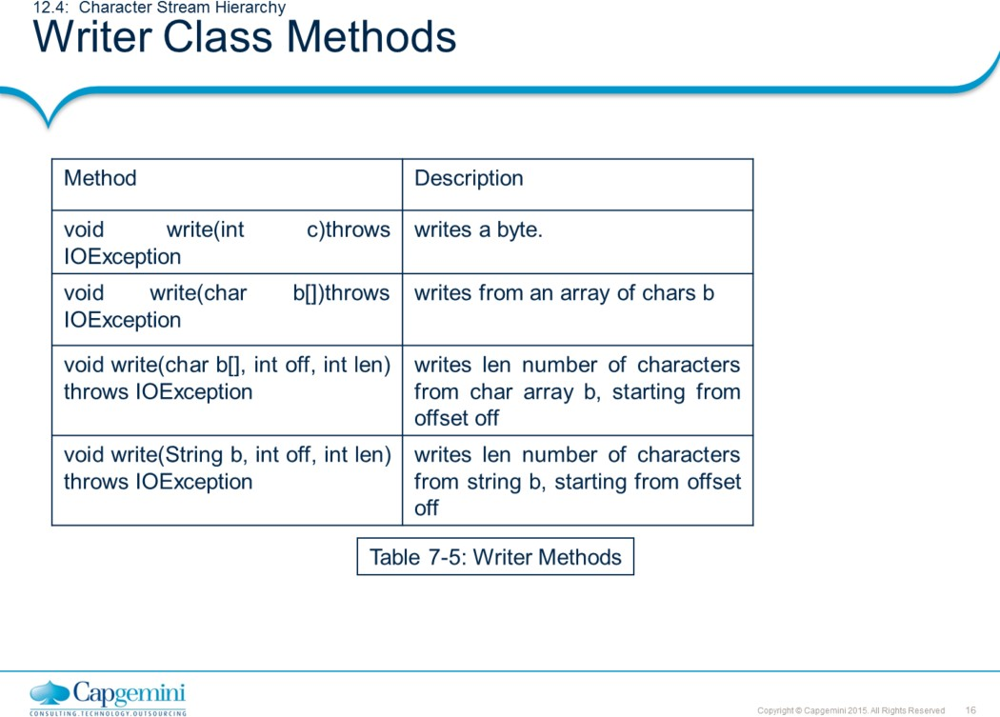 12.4:  Character Stream Hierarchy
Writer Class Methods
Method
Description
void write(int c)throws
IOException
writes a byte.
void write(char b[])throws
IOException
writes from an array of chars b
void write(char b[], int off, int len)
throws IOException
writes len number of characters
from char array b, starting from
offset off
void write(String b, int off, int len)
throws IOException
writes len number of characters
from string b, starting from offset
off
Table 7-5: Writer Methods
Capgemini
CONSULTING.TECHNOLOGY.OUTSOURCING
Copyright © Capgemini 2015. All Rights Reserved 16